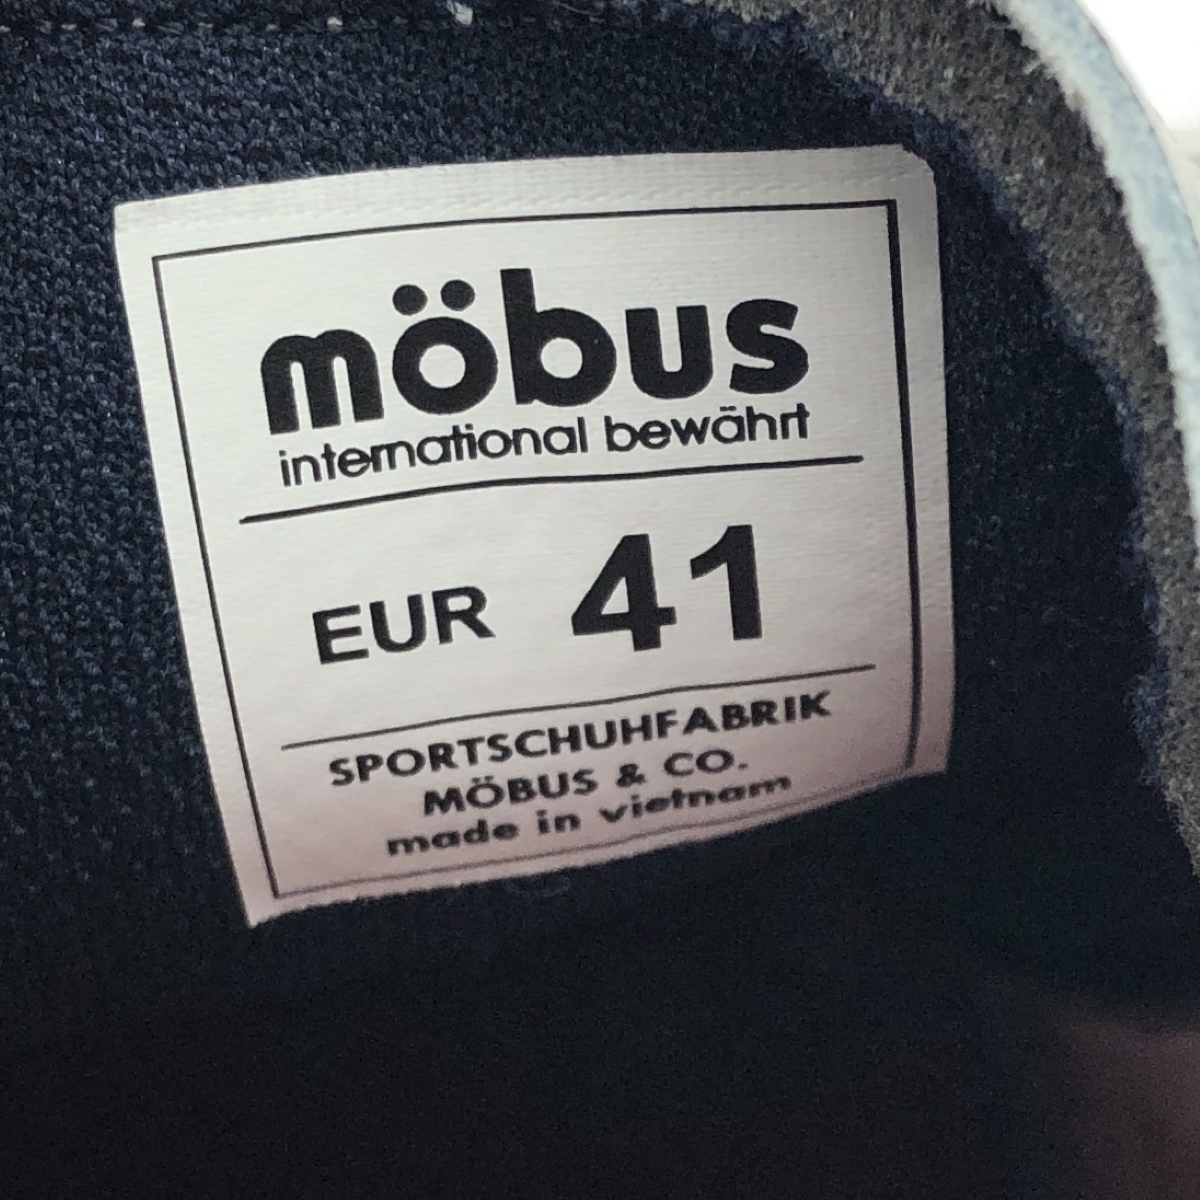 möbus
international bewährt
EUR 41
SPORTSCHUHFABRIK
MÖBUS & CO.
made in vietnam